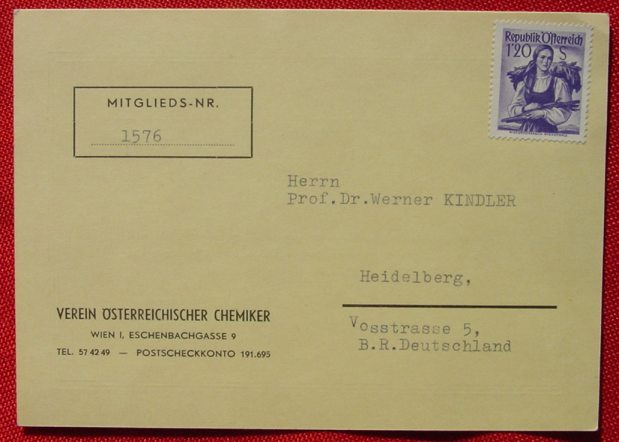 Republik Österreich
1'20 S
MITGLIEDS-NR.
1576
Herrn
Prof.Dr.Werner KINDLER
Heidelberg,
Vosstrasse 5,
B.R.Deutschland
VEREIN ÖSTERREICHISCHER CHEMIKER
WIEN I, ESCHENBACHGASSE 9
TEL. 57 42 49 — POSTSCHECKKONTO 191.695